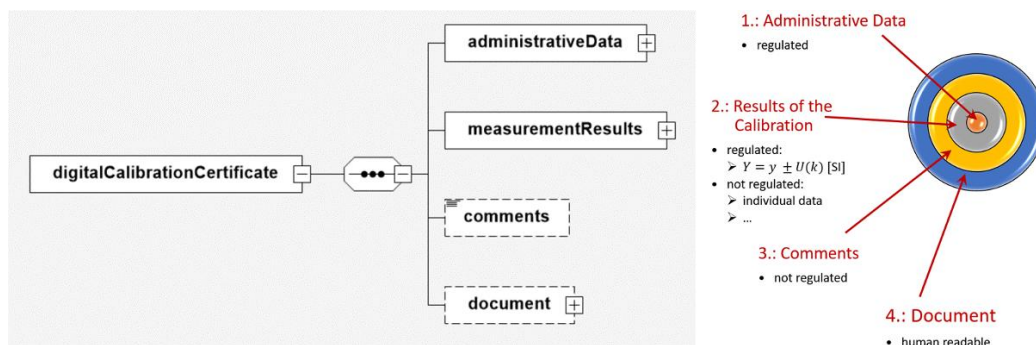 digitalCalibrationCertificate
administrativeData
measurementResults
comments
document
1.: Administrative Data
• regulated
2.: Results of the
Calibration
• regulated:
➢ Y = y ± U(k) [SI]
• not regulated:
➢ individual data
➢ ...
3.: Comments
• not regulated
4.: Document
• human readable